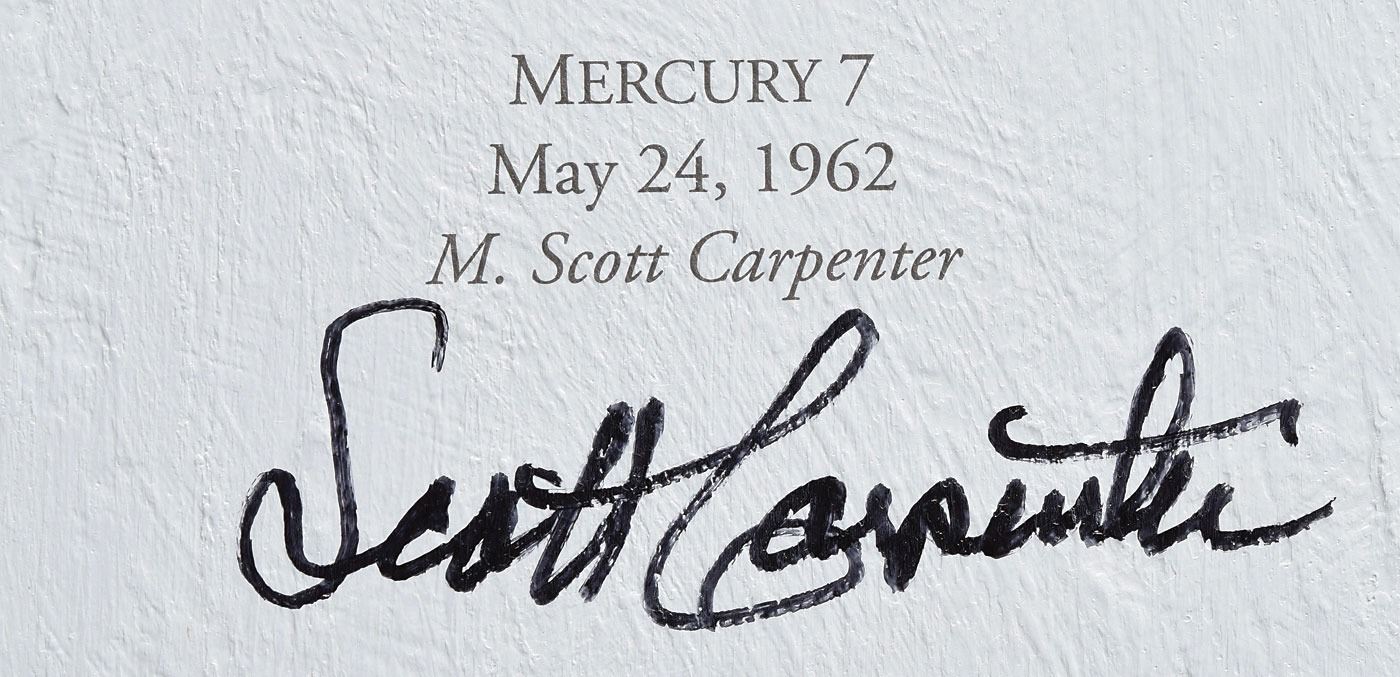 MERCURY 7
May 24, 1962
M. Scott Carpenter
Scott Carpenter